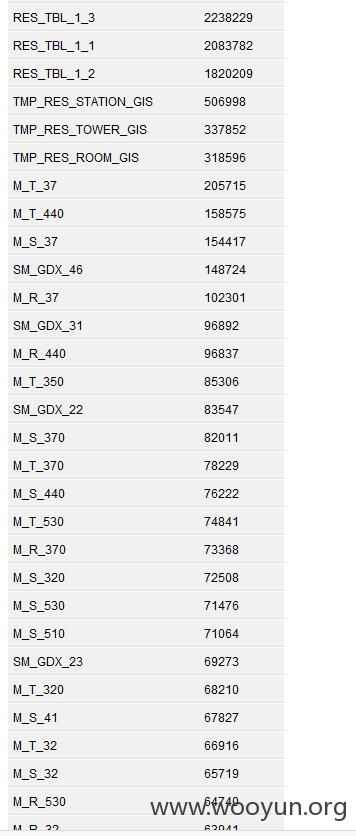 RES_TBL_1_3 2238229
RES_TBL_1_1 2083782
RES_TBL_1_2 1820209
TMP_RES_STATION_GIS 506998
TMP_RES_TOWER_GIS 337852
TMP_RES_ROOM_GIS 318596
M_T_37 205715
M_T_440 158575
M_S_37 154417
SM_GDX_46 148724
M_R_37 102301
SM_GDX_31 96892
M_R_440 96837
M_T_350 85306
SM_GDX_22 83547
M_S_370 82011
M_T_370 78229
M_S_440 76222
M_T_530 74841
M_R_370 73368
M_S_320 72508
M_S_530 71476
M_S_510 71064
SM_GDX_23 69273
M_T_320 68210
M_S_41 67827
M_T_32 66916
M_S_32 65719
M_R_530 64740
www.wooyun.org
M_R_32 63941